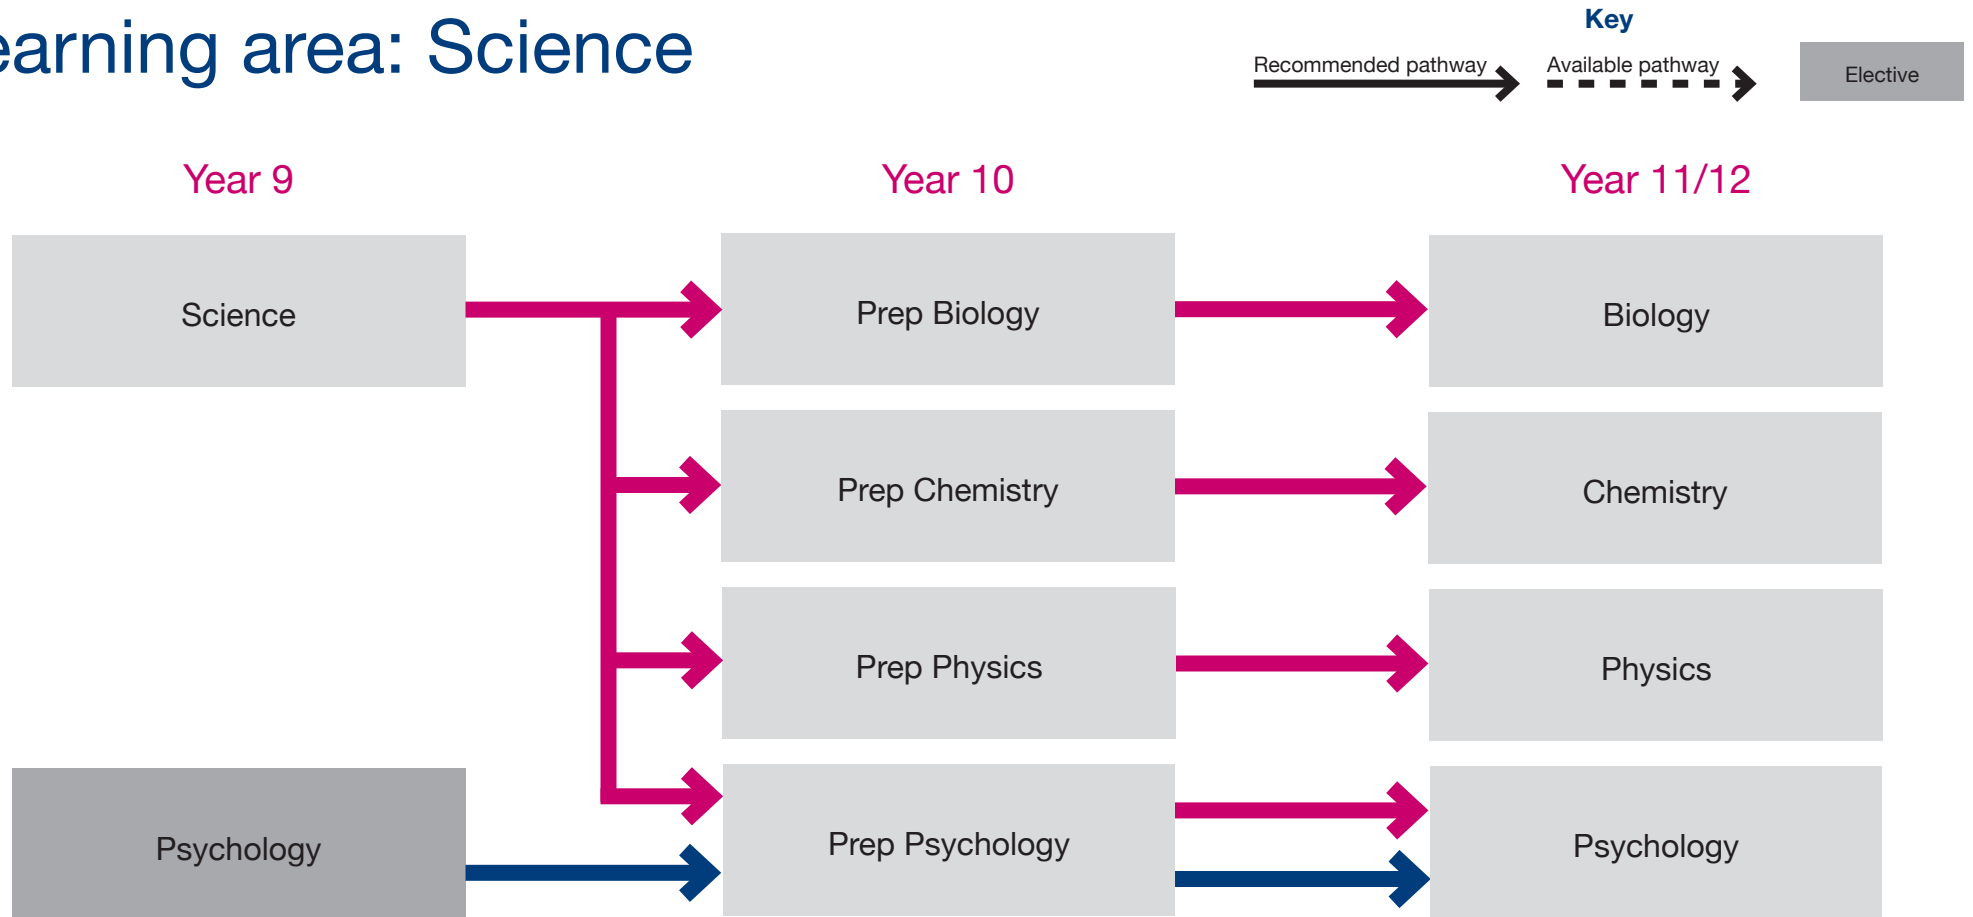 earning area: Science
Key
Recommended pathway
Available pathway
Elective
Year 9
Year 10
Year 11/12
Science
Prep Biology
Biology
Prep Chemistry
Chemistry
Prep Physics
Physics
Psychology
Prep Psychology
Psychology